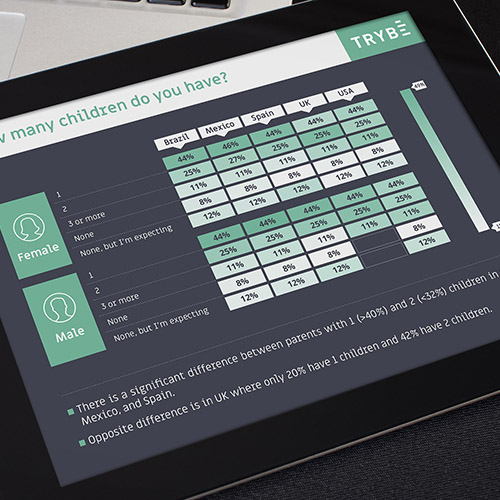 TRYBE
w many children do you have?
Brazil Mexico Spain UK USA
49%
Female
1 44% 46% 44% 44% 44%
2 25% 27% 25% 25% 25%
3 or more 11% 11% 11% 11% 11%
None 8% 8% 8% 8% 8%
None, but I'm expecting 12% 12% 12% 12% 12%
Male
1 44% 44% 44% 44% 44%
2 25% 25% 25% 25% 25%
3 or more 11% 11% 11% 11% 11%
None 8% 8% 8% 8%
None, but I'm expecting 12% 12% 12% 12%
There is a significant difference between parents with 1 (>40%) and 2 (<32%) children in
Mexico, and Spain.
Opposite difference is in UK where only 20% have 1 children and 42% have 2 children.